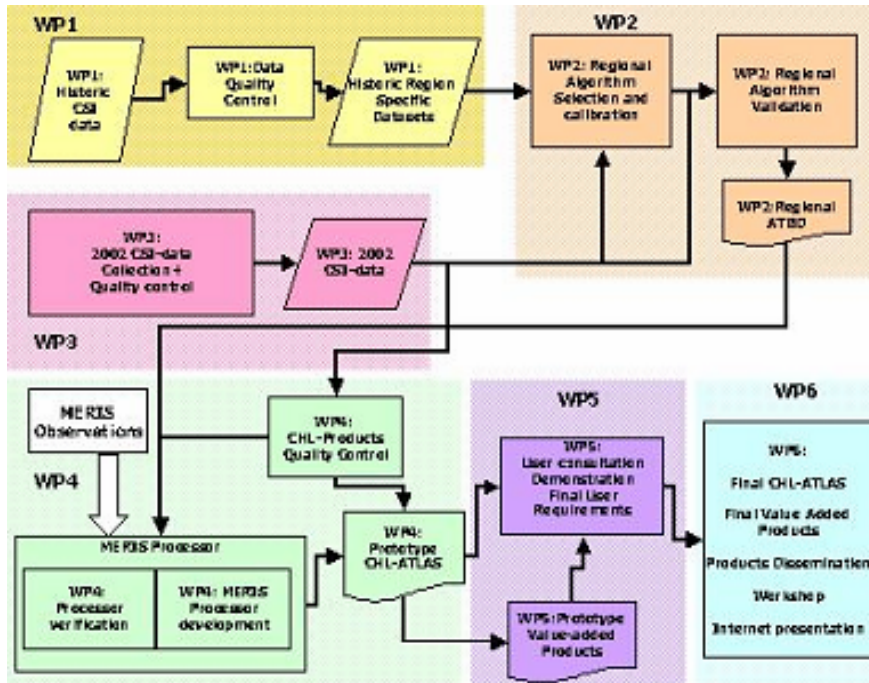 WP1
WP1:
Historic
CSI
data
WP1:Data
Quality
Control
WP1:
Historic Region
Specific
Datasets
WP2
WP2: Regional
Algorithm
Selection and
calibration
WP2: Regional
Algorithm
Validation
WP2:Regional
ATBD
WP3:
2002 CSI-data
Collection +
Quality control
WP3: 2002
CSI-data
WP3
MERIS
Observations
WP4
WP4:
CHL-Products
Quality Control
MERIS Processor
WP4:
Processer
verification
WP4: MERIS
Processor
development
WP4:
Prototype
CHL-ATLAS
WP5
WP5:
User consultation
Demonstration
Final User
Requirements
WP5:Prototype
Value-added
Products
WP6
WP6:
Final CHL-ATLAS
Final Value Added
Products
Products Dissemination
Workshop
Internet presentation